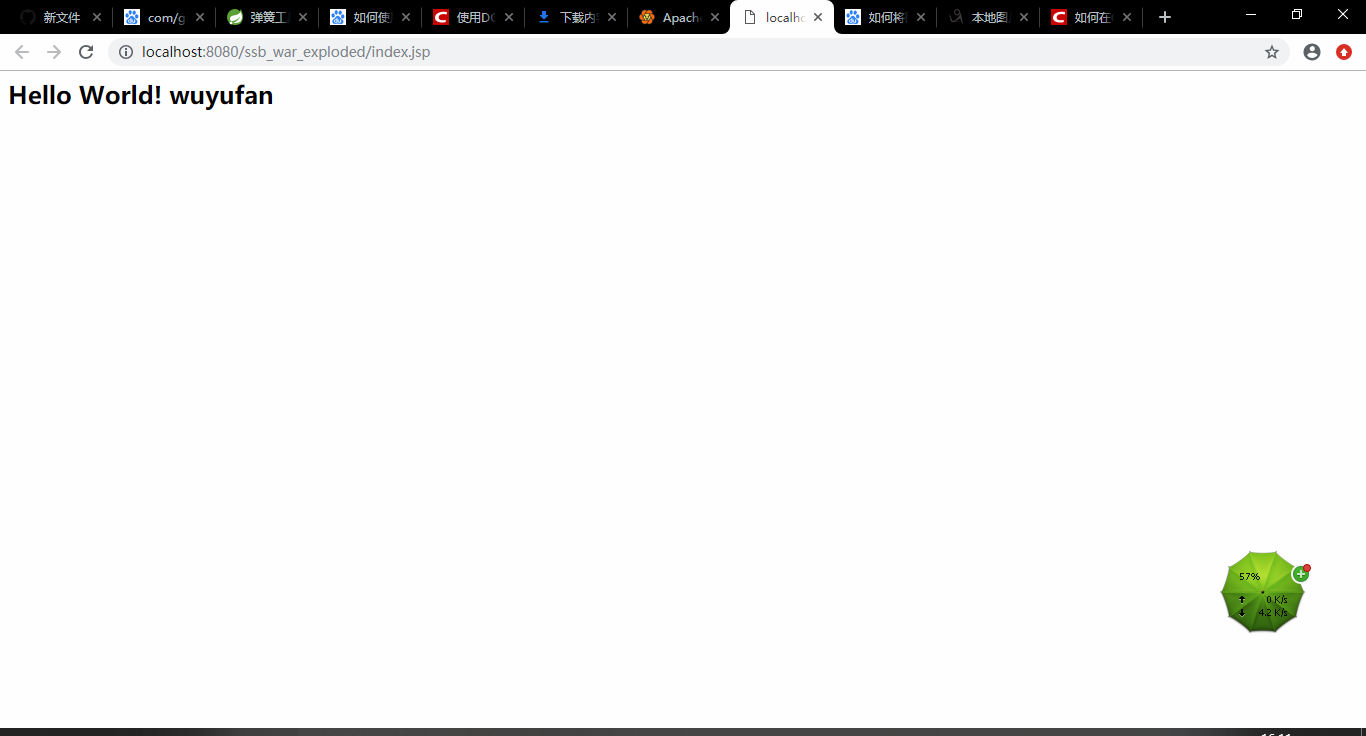 新文件
com/g
弹簧工
如何使
使用DO
下载内
Apach
localho
如何将
本地图
如何在
localhost:8080/ssb_war_exploded/index.jsp
Hello World! wuyufan
57%
0 K/s
4.2 K/s